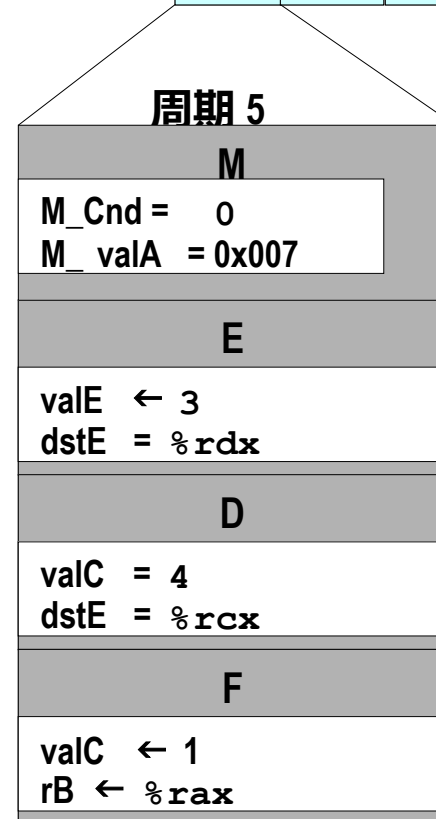 周期 5
M
M_Cnd = 0
M_ valA = 0x007
E
valE ← 3
dstE = %rdx
D
valC = 4
dstE = %rcx
F
valC ← 1
rB ← %rax